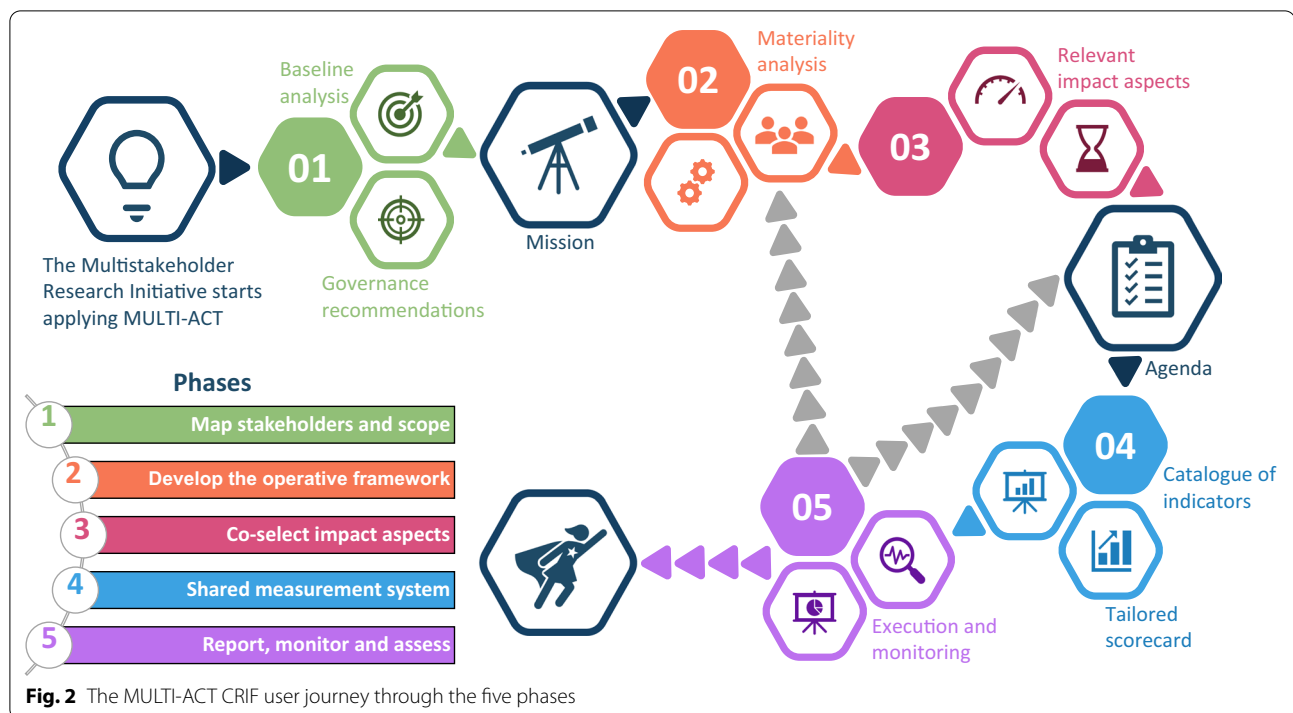 Baseline
analysis
01
Governance
recommendations
The Multistakeholder
Research Initiative starts
applying MULTI-ACT
Mission
02
Materiality
analysis
03
Relevant
impact aspects
Agenda
04
Catalogue of
indicators
Tailored
scorecard
05
Execution and
monitoring
Phases
1 Map stakeholders and scope
2 Develop the operative framework
3 Co-select impact aspects
4 Shared measurement system
5 Report, monitor and assess
Fig. 2 The MULTI-ACT CRIF user journey through the five phases